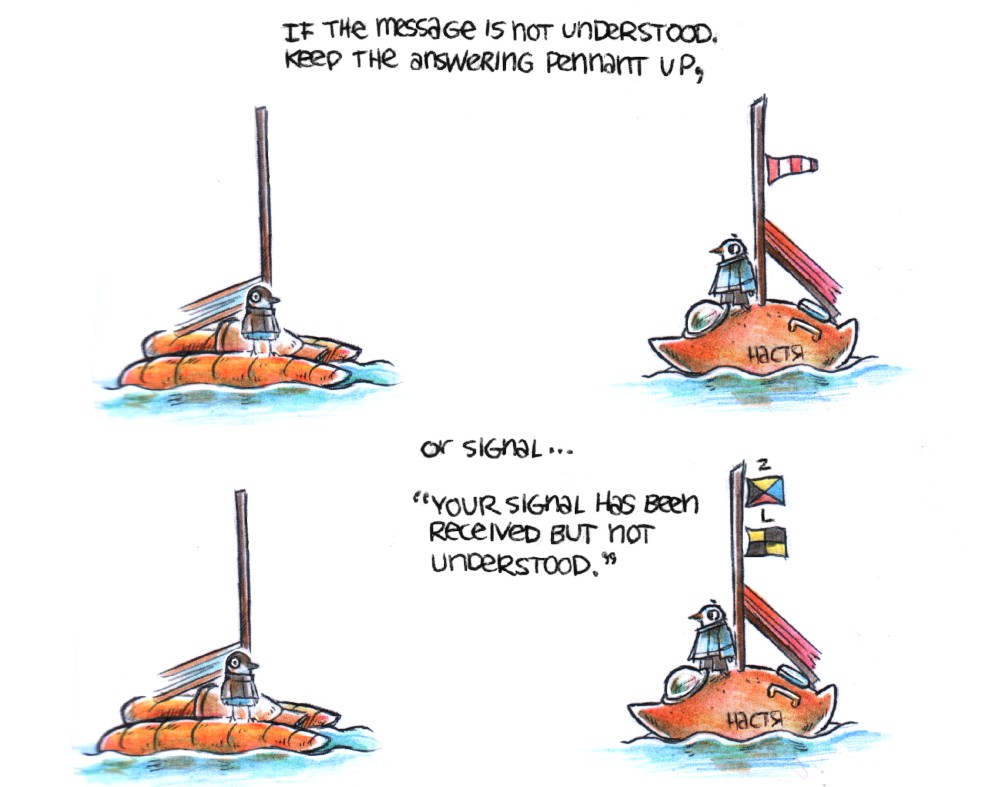 IF THE MESSAGE IS NOT UNDERSTOOD.
KEEP THE ANSWERING PENNANT UP,
НАСТЯ
OR SIGNAL...
"YOUR SIGNAL HAS BEEN
RECEIVED BUT NOT
UNDERSTOOD."
Z
L
НАСТЯ